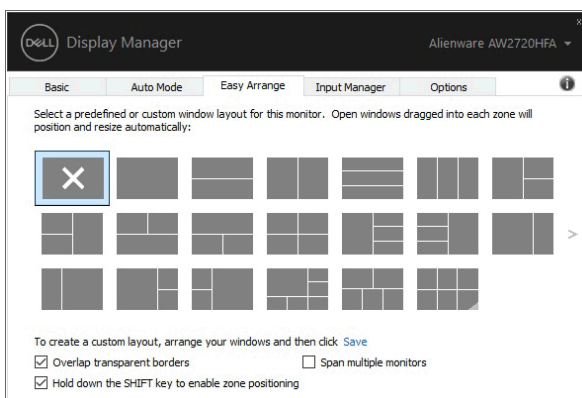 DELL Display Manager
Alienware AW2720HFA
Basic
Auto Mode
Easy Arrange
Input Manager
Options
Select a predefined or custom window layout for this monitor. Open windows dragged into each zone will
position and resize automatically:
To create a custom layout, arrange your windows and then click Save
Overlap transparent borders
Span multiple monitors
Hold down the SHIFT key to enable zone positioning